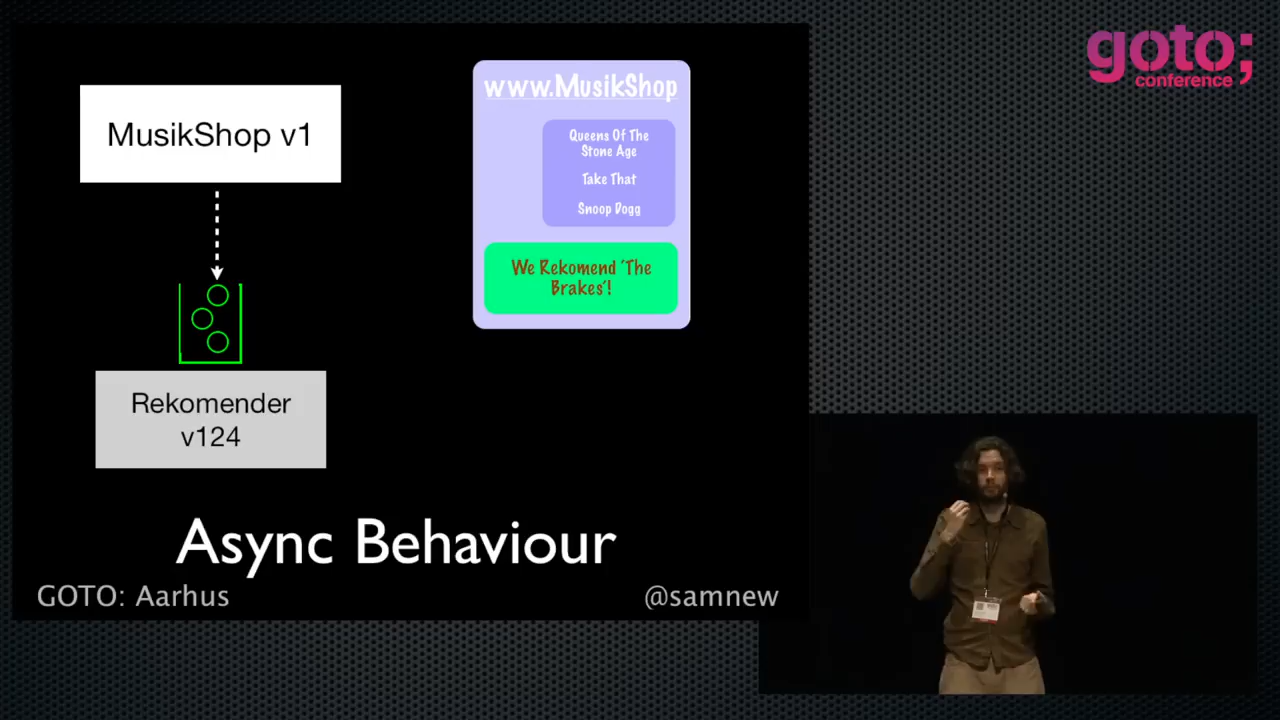 goto;
conference
MusikShop v1
www.MusikShop
Queens Of The
Stone Age
Take That
Snoop Dogg
We Rekomend 'The
Brakes'!
Rekomender
v124
Async Behaviour
GOTO: Aarhus
@samnew